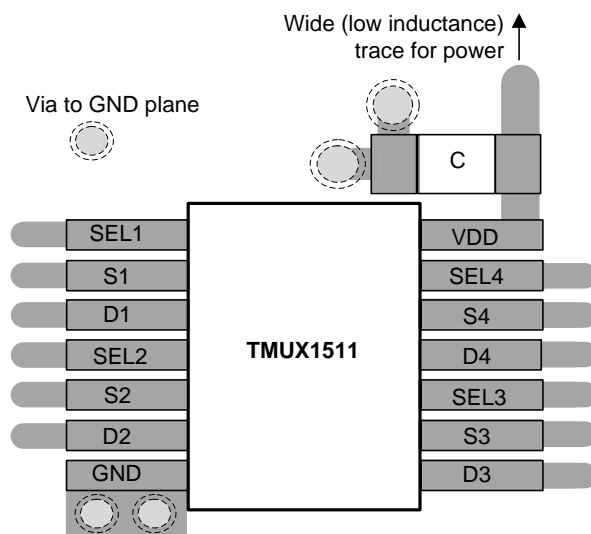 Wide (low inductance)
trace for power
Via to GND plane
C
SEL1
S1
D1
SEL2
S2
D2
GND
TMUX1511
VDD
SEL4
S4
D4
SEL3
S3
D3